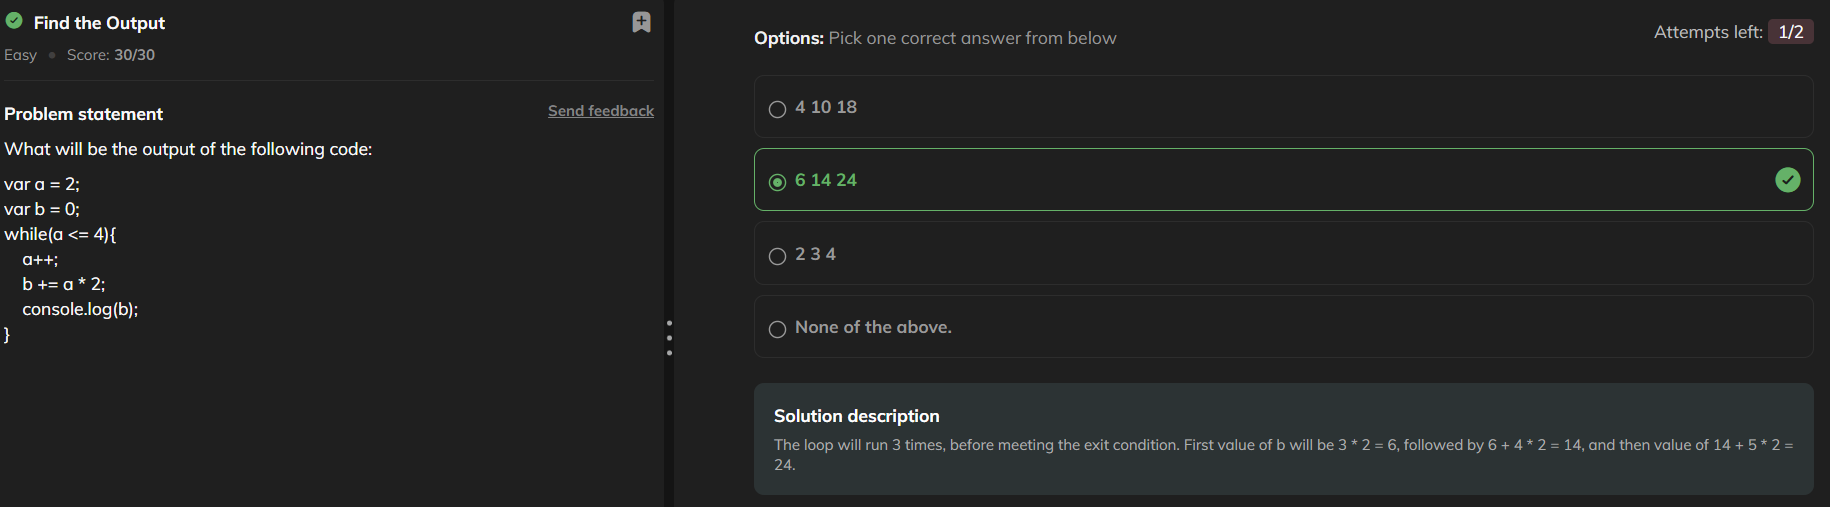 Find the Output
Easy • Score: 30/30
Problem statement
Send feedback
What will be the output of the following code:
var a = 2;
var b = 0;
while(a <= 4){
    a++;
    b += a * 2;
    console.log(b);
}
Options: Pick one correct answer from below
Attempts left: 1/2
4 10 18
6 14 24
2 3 4
None of the above.
Solution description
The loop will run 3 times, before meeting the exit condition. First value of b will be 3 * 2 = 6, followed by 6 + 4 * 2 = 14, and then value of 14 + 5 * 2 =
24.